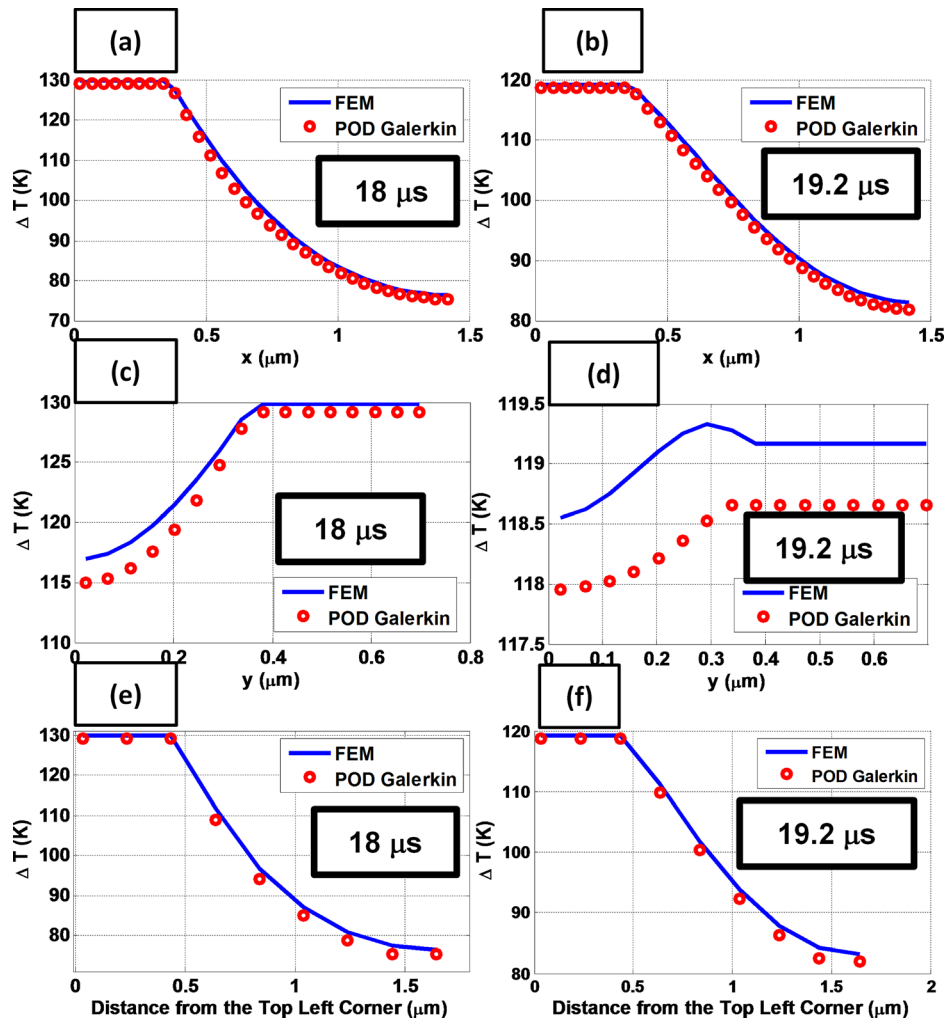 (a)
130
120
110
100
90
80
70
Δ T (K)
0
0.5
1
1.5
x (μm)
FEM
POD Galerkin
18 μs
(b)
120
110
100
90
80
Δ T (K)
0
0.5
1
1.5
x (μm)
FEM
POD Galerkin
19.2 μs
(c)
130
125
120
115
110
Δ T (K)
0
0.2
0.4
0.6
0.8
y (μm)
18 μs
FEM
POD Galerkin
(d)
119.5
119
118.5
118
117.5
Δ T (K)
0
0.1
0.2
0.3
0.4
0.5
0.6
y (μm)
19.2 μs
FEM
POD Galerkin
(e)
130
120
110
100
90
80
Δ T (K)
0
0.5
1
1.5
Distance from the Top Left Corner (μm)
FEM
POD Galerkin
18 μs
(f)
120
110
100
90
80
Δ T (K)
0
0.5
1
1.5
2
Distance from the Top Left Corner (μm)
FEM
POD Galerkin
19.2 μs